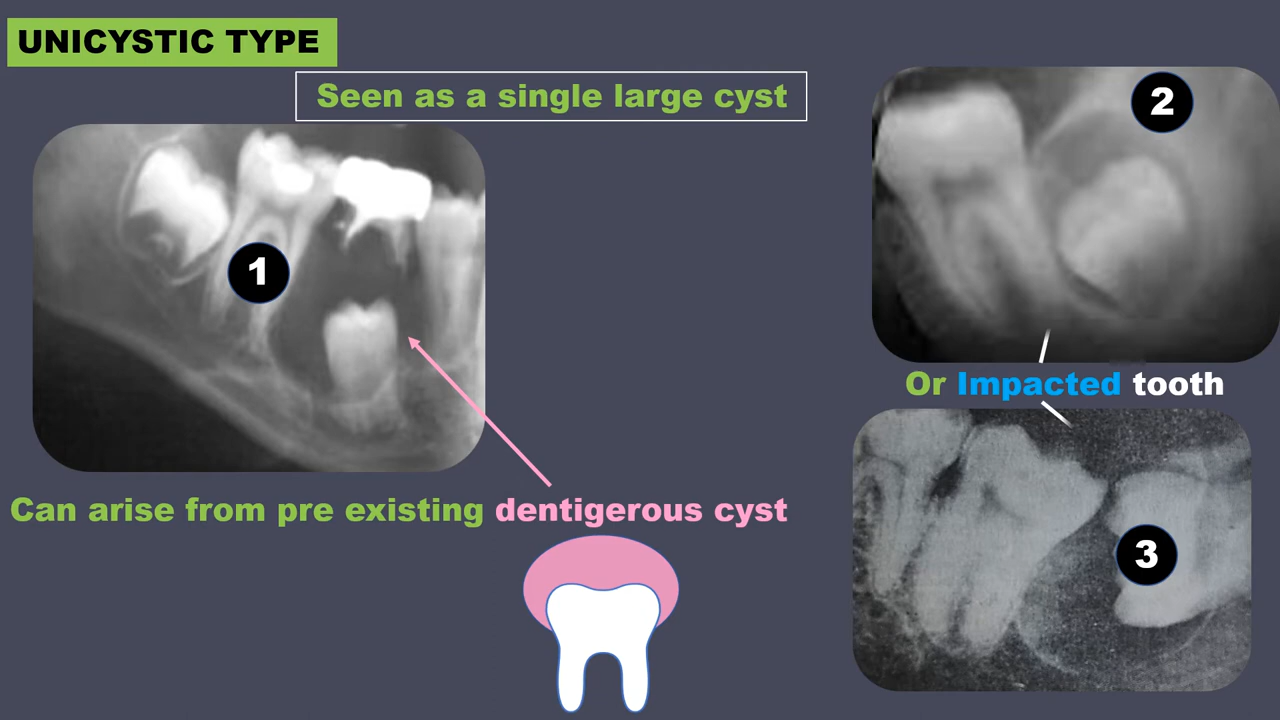 UNICYSTIC TYPE
Seen as a single large cyst
1
2
Or Impacted tooth
Can arise from pre existing dentigerous cyst
3